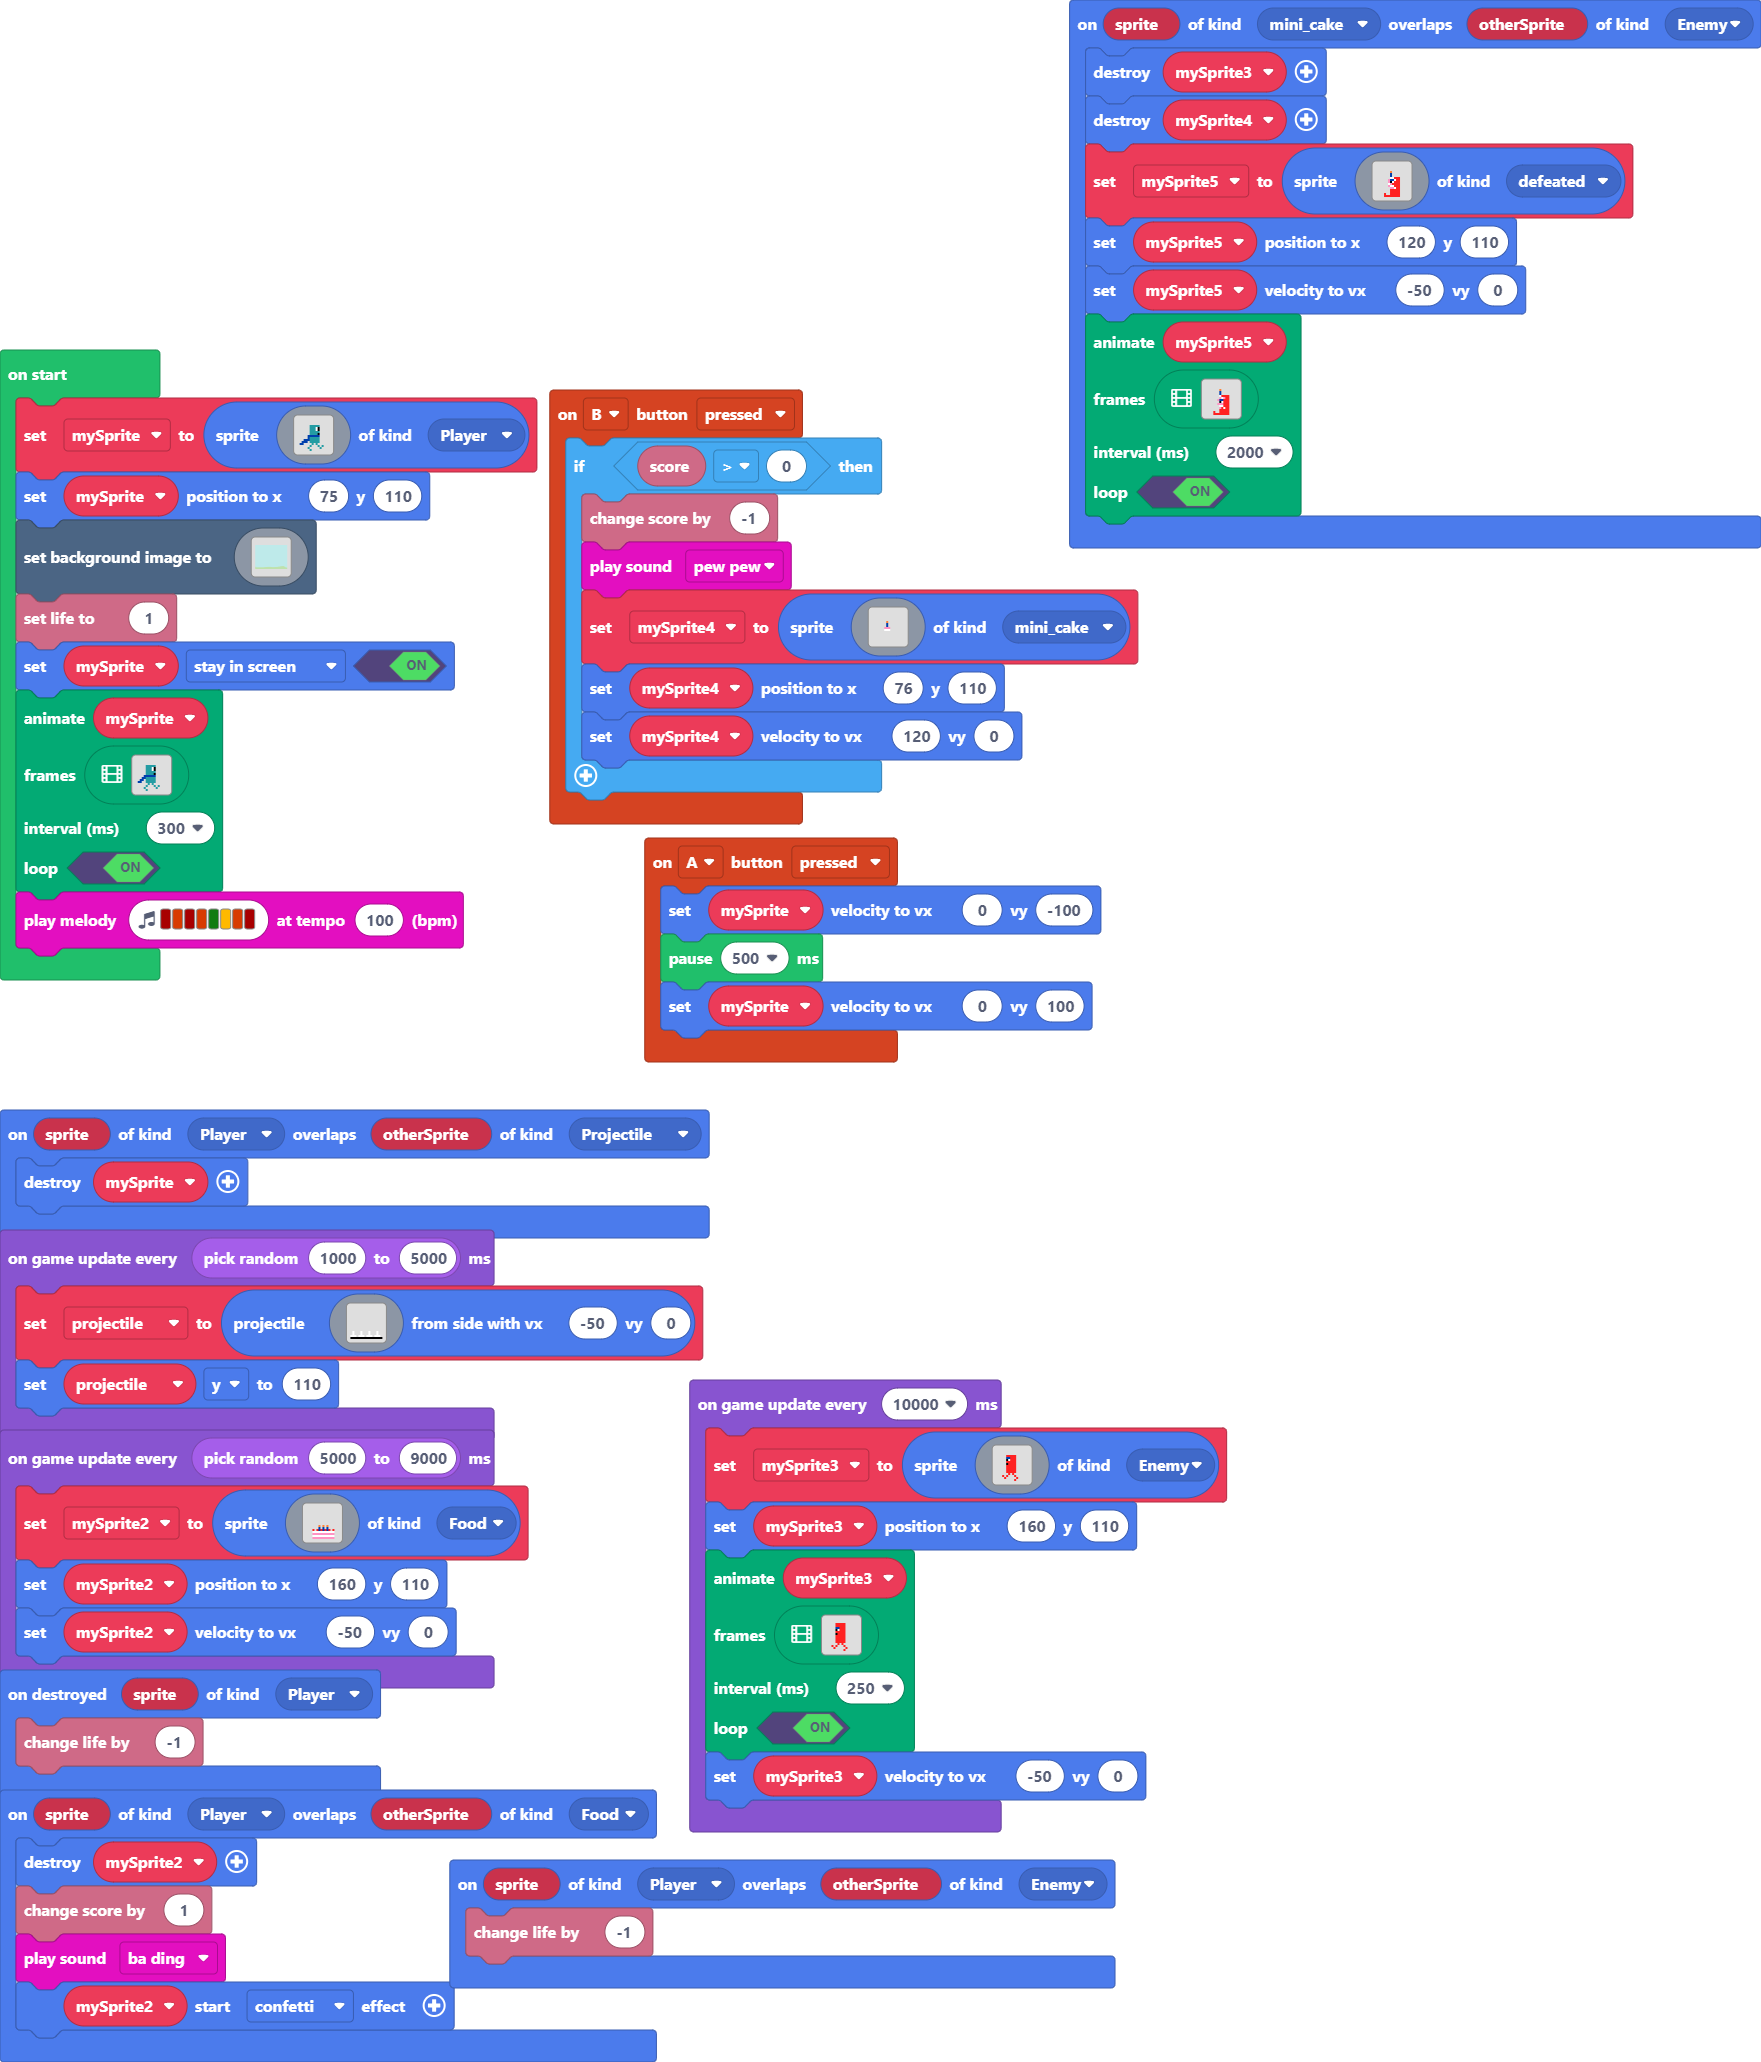 on sprite of kind mini_cake overlaps otherSprite of kind Enemy
destroy mySprite3
destroy mySprite4
set mySprite5 to sprite of kind defeated
set mySprite5 position to x 120 y 110
set mySprite5 velocity to vx -50 vy 0
animate mySprite5
frames
interval (ms) 2000
loop ON
on start
set mySprite to sprite of kind Player
set mySprite position to x 75 y 110
set background image to
set life to 1
set mySprite stay in screen ON
animate mySprite
frames
interval (ms) 300
loop ON
play melody at tempo 100 (bpm)
on B button pressed
if score > 0 then
change score by -1
play sound pew pew
set mySprite4 to sprite of kind mini_cake
set mySprite4 position to x 76 y 110
set mySprite4 velocity to vx 120 vy 0
on A button pressed
set mySprite velocity to vx 0 vy -100
pause 500 ms
set mySprite velocity to vx 0 vy 100
on sprite of kind Player overlaps otherSprite of kind Projectile
destroy mySprite
on game update every pick random 1000 to 5000 ms
set projectile to projectile from side with vx -50 vy 0
set projectile y to 110
on game update every pick random 5000 to 9000 ms
set mySprite2 to sprite of kind Food
set mySprite2 position to x 160 y 110
set mySprite2 velocity to vx -50 vy 0
on destroyed sprite of kind Player
change life by -1
on sprite of kind Player overlaps otherSprite of kind Food
destroy mySprite2
change score by 1
play sound ba ding
mySprite2 start confetti effect
on game update every 10000 ms
set mySprite3 to sprite of kind Enemy
set mySprite3 position to x 160 y 110
animate mySprite3
frames
interval (ms) 250
loop ON
set mySprite3 velocity to vx -50 vy 0
on sprite of kind Player overlaps otherSprite of kind Enemy
change life by -1